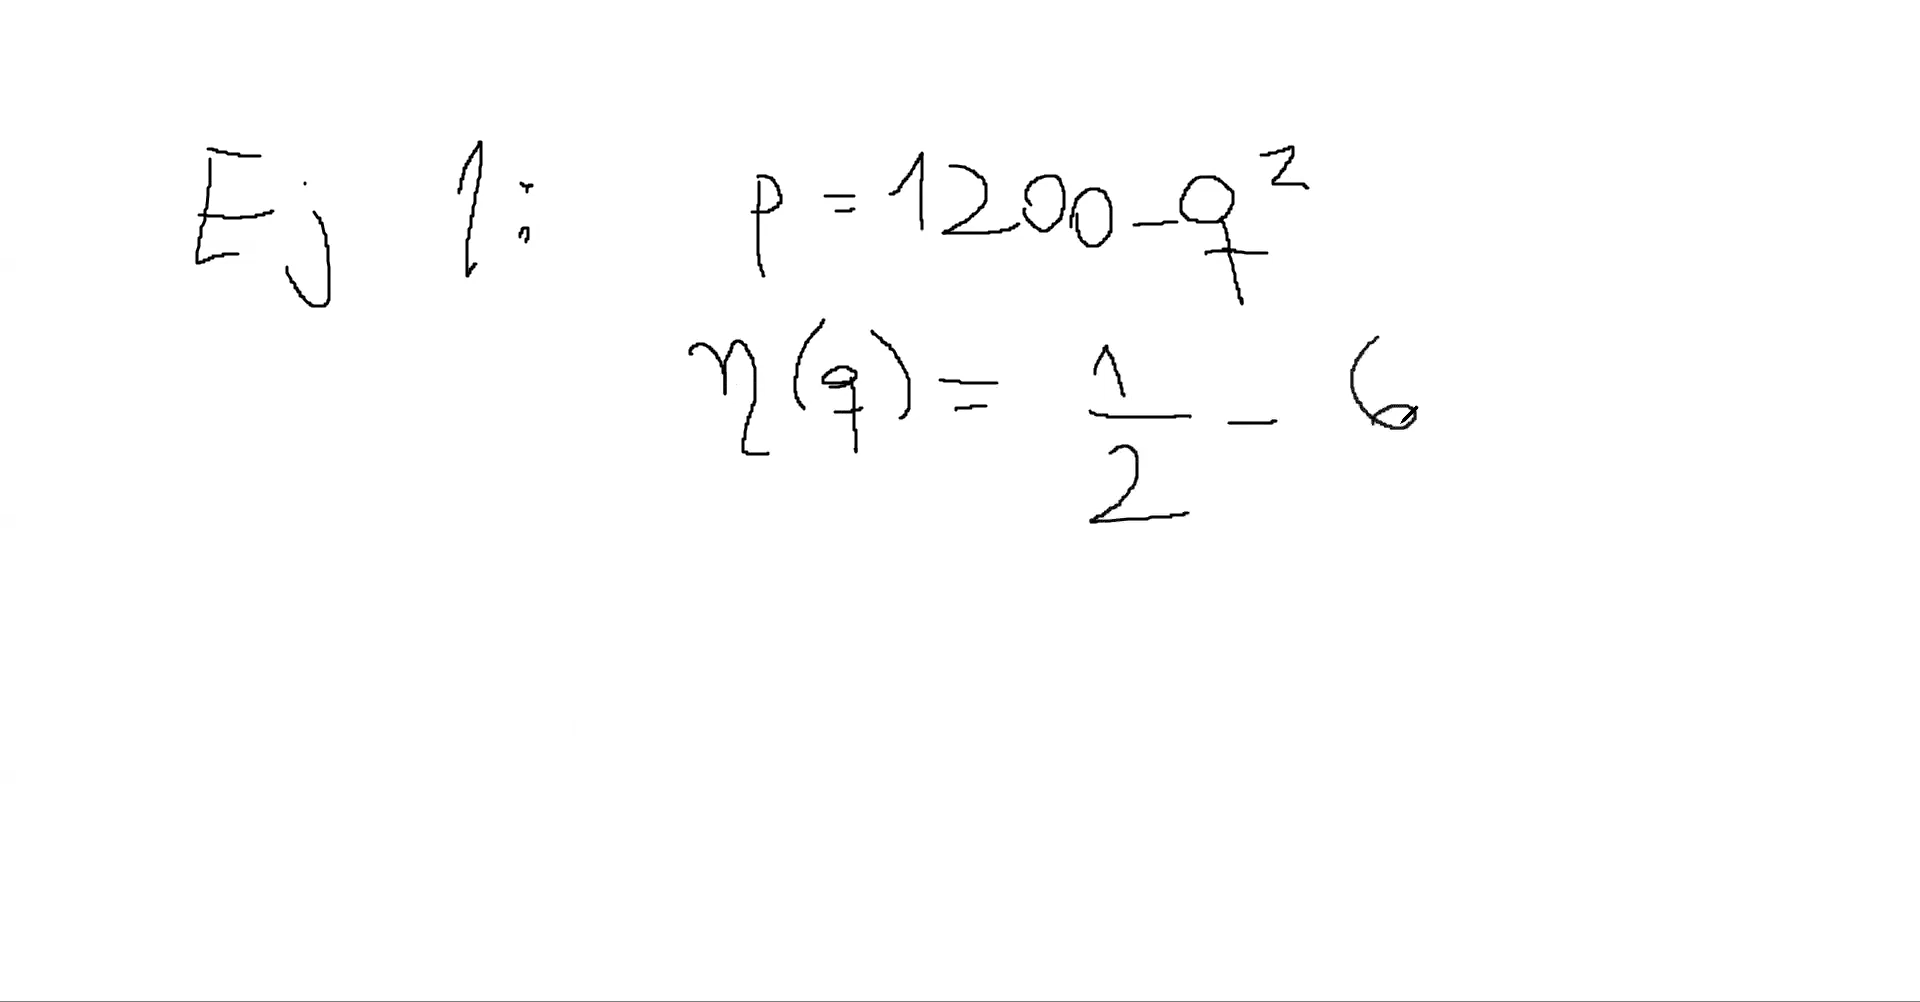 Ej 1: p = 1200 - q²
η(q) = 1/2 - 6